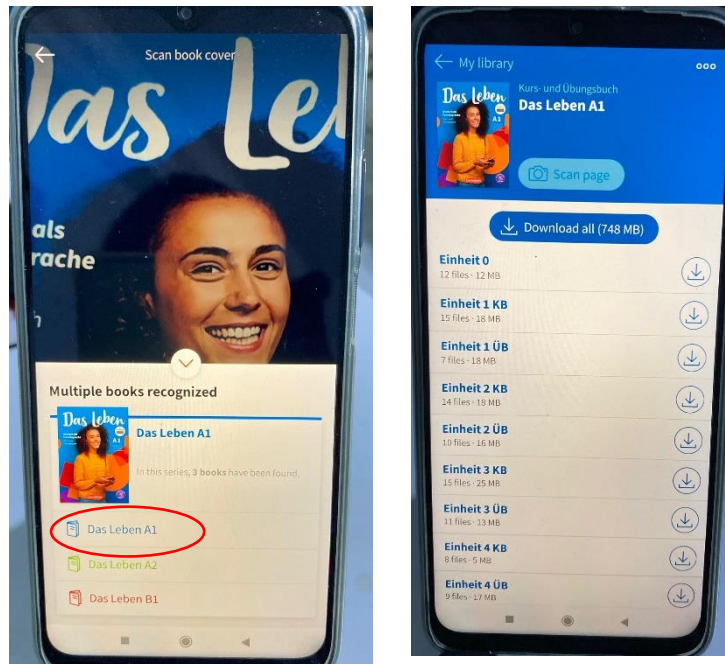 Scan book cover
Das Leb
als
rache
h
Multiple books recognized
Das Leben
A1
Das Leben A1
In this series, 3 books have been found.
Das Leben A1
Das Leben A2
Das Leben B1
My library
Das Leben
A1
Kurs- und Übungsbuch
Das Leben A1
Scan page
Download all (748 MB)
Einheit 0
12 files · 12 MB
Einheit 1 KB
15 files · 18 MB
Einheit 1 ÜB
7 files · 18 MB
Einheit 2 KB
14 files · 18 MB
Einheit 2 ÜB
10 files · 16 MB
Einheit 3 KB
15 files · 25 MB
Einheit 3 ÜB
11 files · 13 MB
Einheit 4 KB
8 files · 5 MB
Einheit 4 ÜB
9 files · 17 MB